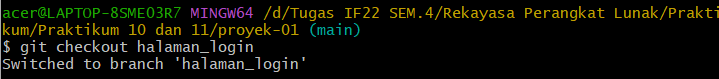 acer@LAPTOP-8SME03R7 MINGW64 /d/Tugas IF22 SEM.4/Rekayasa Perangkat Lunak/Prakti
kum/Praktikum 10 dan 11/proyek-01 (main)
$ git checkout halaman_login
Switched to branch 'halaman_login'